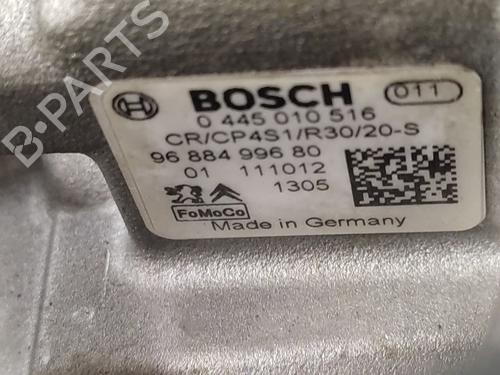 BOSCH
011
0 445 010 516
CR/CP4S1/R30/20-S
96 884 996 80
01 111012
1305
FoMoCo
Made in Germany
B-PARTS